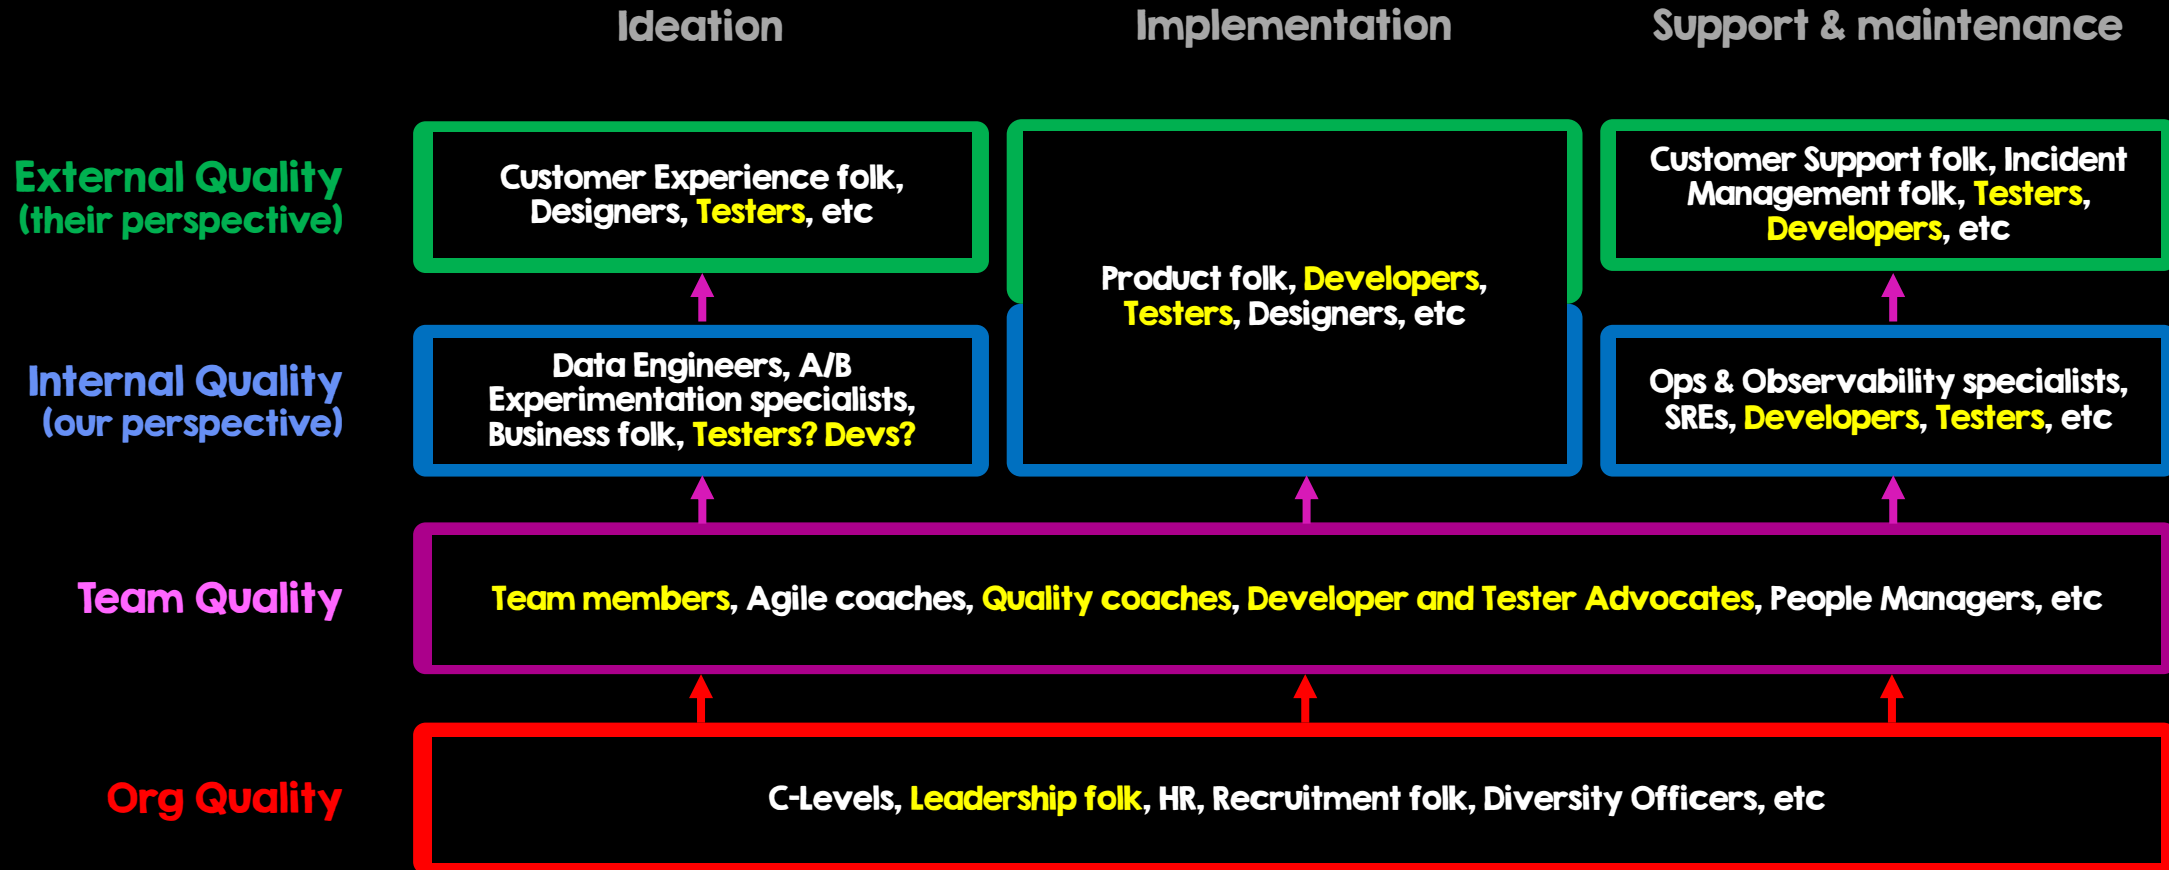 Ideation
Implementation
Support & maintenance
External Quality
(their perspective)
Customer Experience folk,
Designers, Testers, etc
Product folk, Developers,
Testers, Designers, etc
Customer Support folk, Incident
Management folk, Testers,
Developers, etc
Internal Quality
(our perspective)
Data Engineers, A/B
Experimentation specialists,
Business folk, Testers? Devs?
Ops & Observability specialists,
SREs, Developers, Testers, etc
Team Quality
Team members, Agile coaches, Quality coaches, Developer and Tester Advocates, People Managers, etc
Org Quality
C-Levels, Leadership folk, HR, Recruitment folk, Diversity Officers, etc